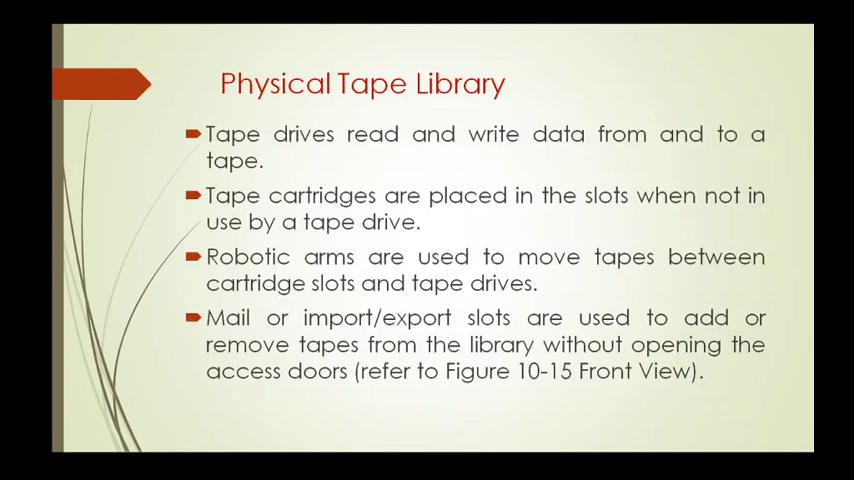 Physical Tape Library
Tape drives read and write data from and to a
tape.
Tape cartridges are placed in the slots when not in
use by a tape drive.
Robotic arms are used to move tapes between
cartridge slots and tape drives.
Mail or import/export slots are used to add or
remove tapes from the library without opening the
access doors (refer to Figure 10-15 Front View).